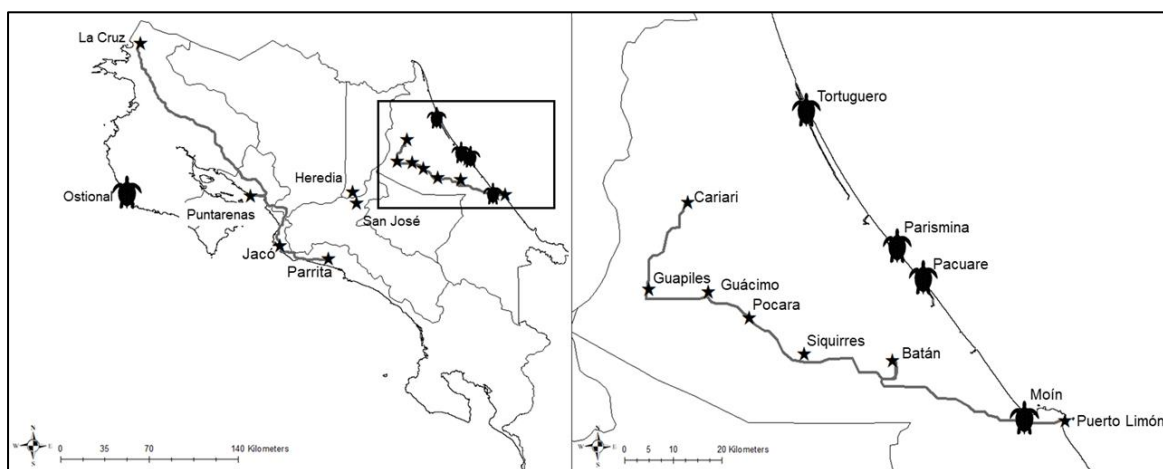 La Cruz
Ostional
Puntarenas
Heredia
San José
Jacó
Parrita
N
W E
S
0 35 70 140 Kilometers
Tortuguero
Cariari
Parismina
Pacuare
Guapiles
Guácimo
Pocara
Siquirres
Batán
Moín
Puerto Limón
N
W E
S
0 5 10 20 Kilometers